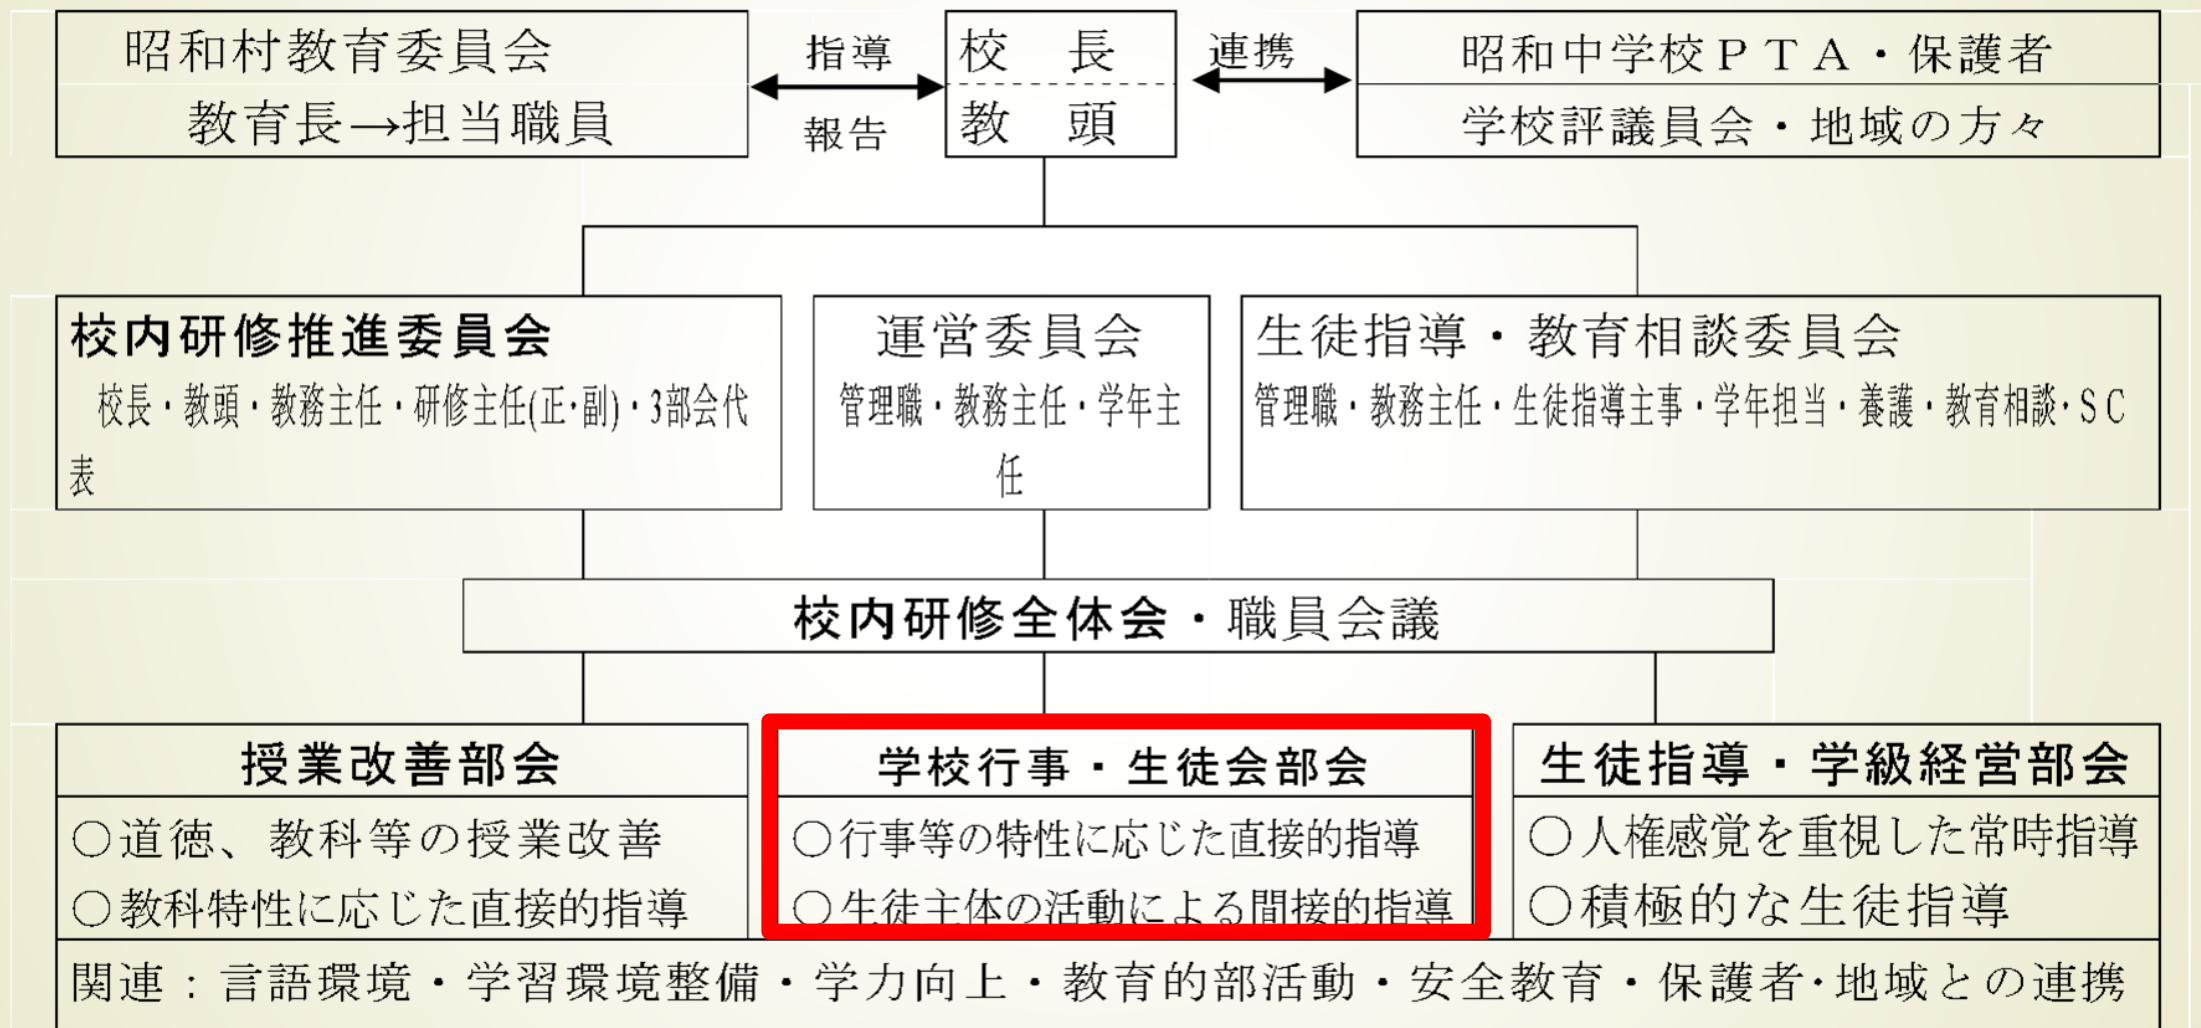 昭和村教育委員会
教育長→担当職員
指導
報告
校　長
教　頭
連携
昭和中学校ＰＴＡ・保護者
学校評議員会・地域の方々
校内研修推進委員会
校長・教頭・教務主任・研修主任(正・副)・3部会代
表
運営委員会
管理職・教務主任・学年主
任
生徒指導・教育相談委員会
管理職・教務主任・生徒指導主事・学年担当・養護・教育相談・ＳＣ
校内研修全体会・職員会議
授業改善部会
○道徳、教科等の授業改善
○教科特性に応じた直接的指導
学校行事・生徒会部会
○行事等の特性に応じた直接的指導
○生徒主体の活動による間接的指導
生徒指導・学級経営部会
○人権感覚を重視した常時指導
○積極的な生徒指導
関連：言語環境・学習環境整備・学力向上・教育的部活動・安全教育・保護者・地域との連携